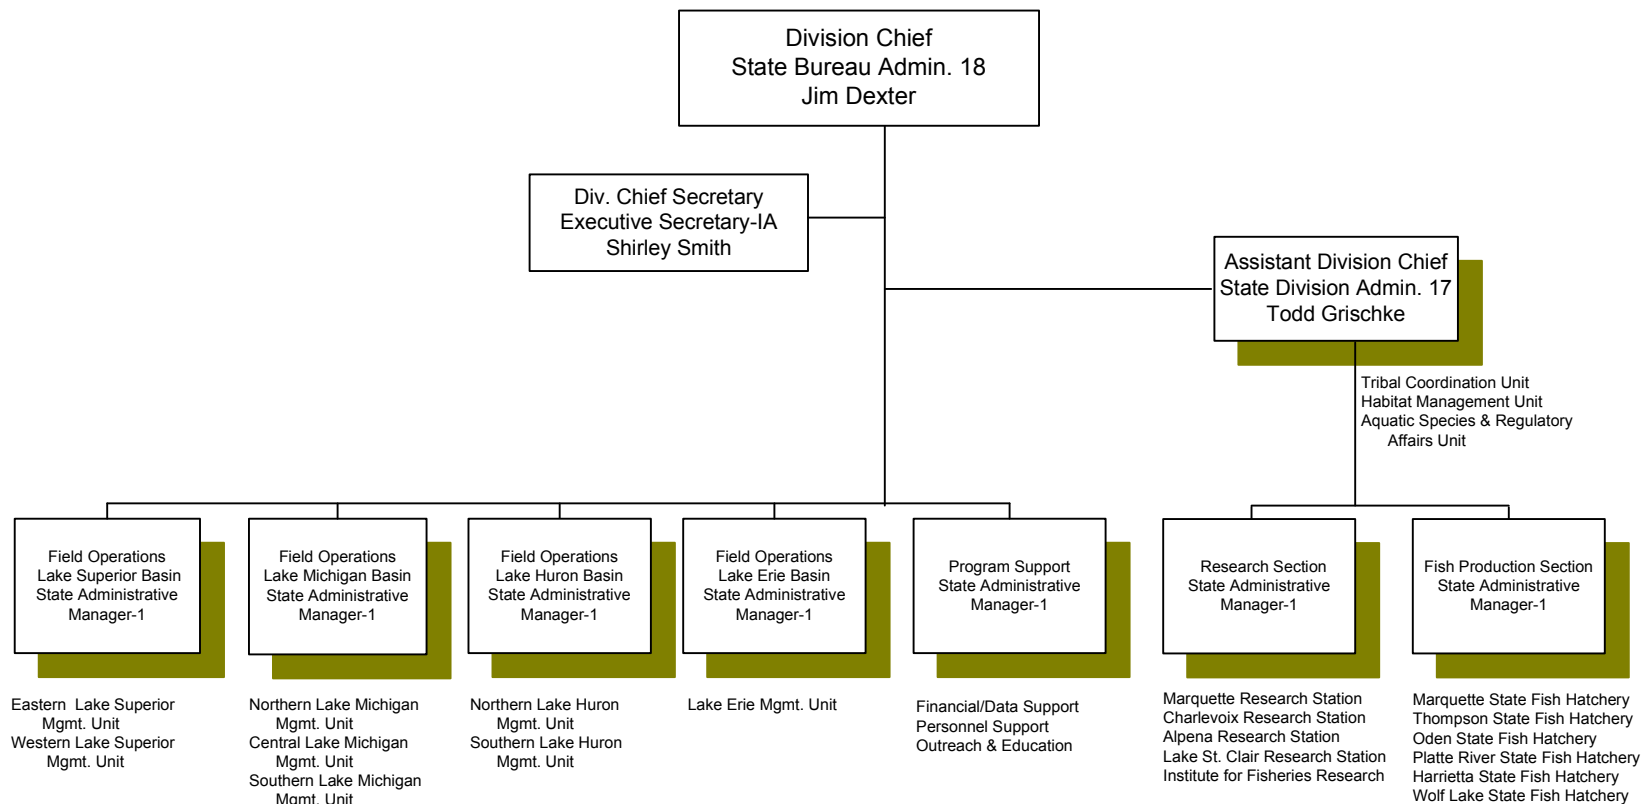 Division Chief
State Bureau Admin. 18
Jim Dexter
Div. Chief Secretary
Executive Secretary-IA
Shirley Smith
Assistant Division Chief
State Division Admin. 17
Todd Grischke
Tribal Coordination Unit
Habitat Management Unit
Aquatic Species & Regulatory
Affairs Unit
Field Operations
Lake Superior Basin
State Administrative
Manager-1
Field Operations
Lake Michigan Basin
State Administrative
Manager-1
Field Operations
Lake Huron Basin
State Administrative
Manager-1
Field Operations
Lake Erie Basin
State Administrative
Manager-1
Program Support
State Administrative
Manager-1
Research Section
State Administrative
Manager-1
Fish Production Section
State Administrative
Manager-1
Eastern Lake Superior
Mgmt. Unit
Western Lake Superior
Mgmt. Unit
Northern Lake Michigan
Mgmt. Unit
Central Lake Michigan
Mgmt. Unit
Southern Lake Michigan
Mgmt. Unit
Northern Lake Huron
Mgmt. Unit
Southern Lake Huron
Mgmt. Unit
Lake Erie Mgmt. Unit
Financial/Data Support
Personnel Support
Outreach & Education
Marquette Research Station
Charlevoix Research Station
Alpena Research Station
Lake St. Clair Research Station
Institute for Fisheries Research
Marquette State Fish Hatchery
Thompson State Fish Hatchery
Oden State Fish Hatchery
Platte River State Fish Hatchery
Harrietta State Fish Hatchery
Wolf Lake State Fish Hatchery